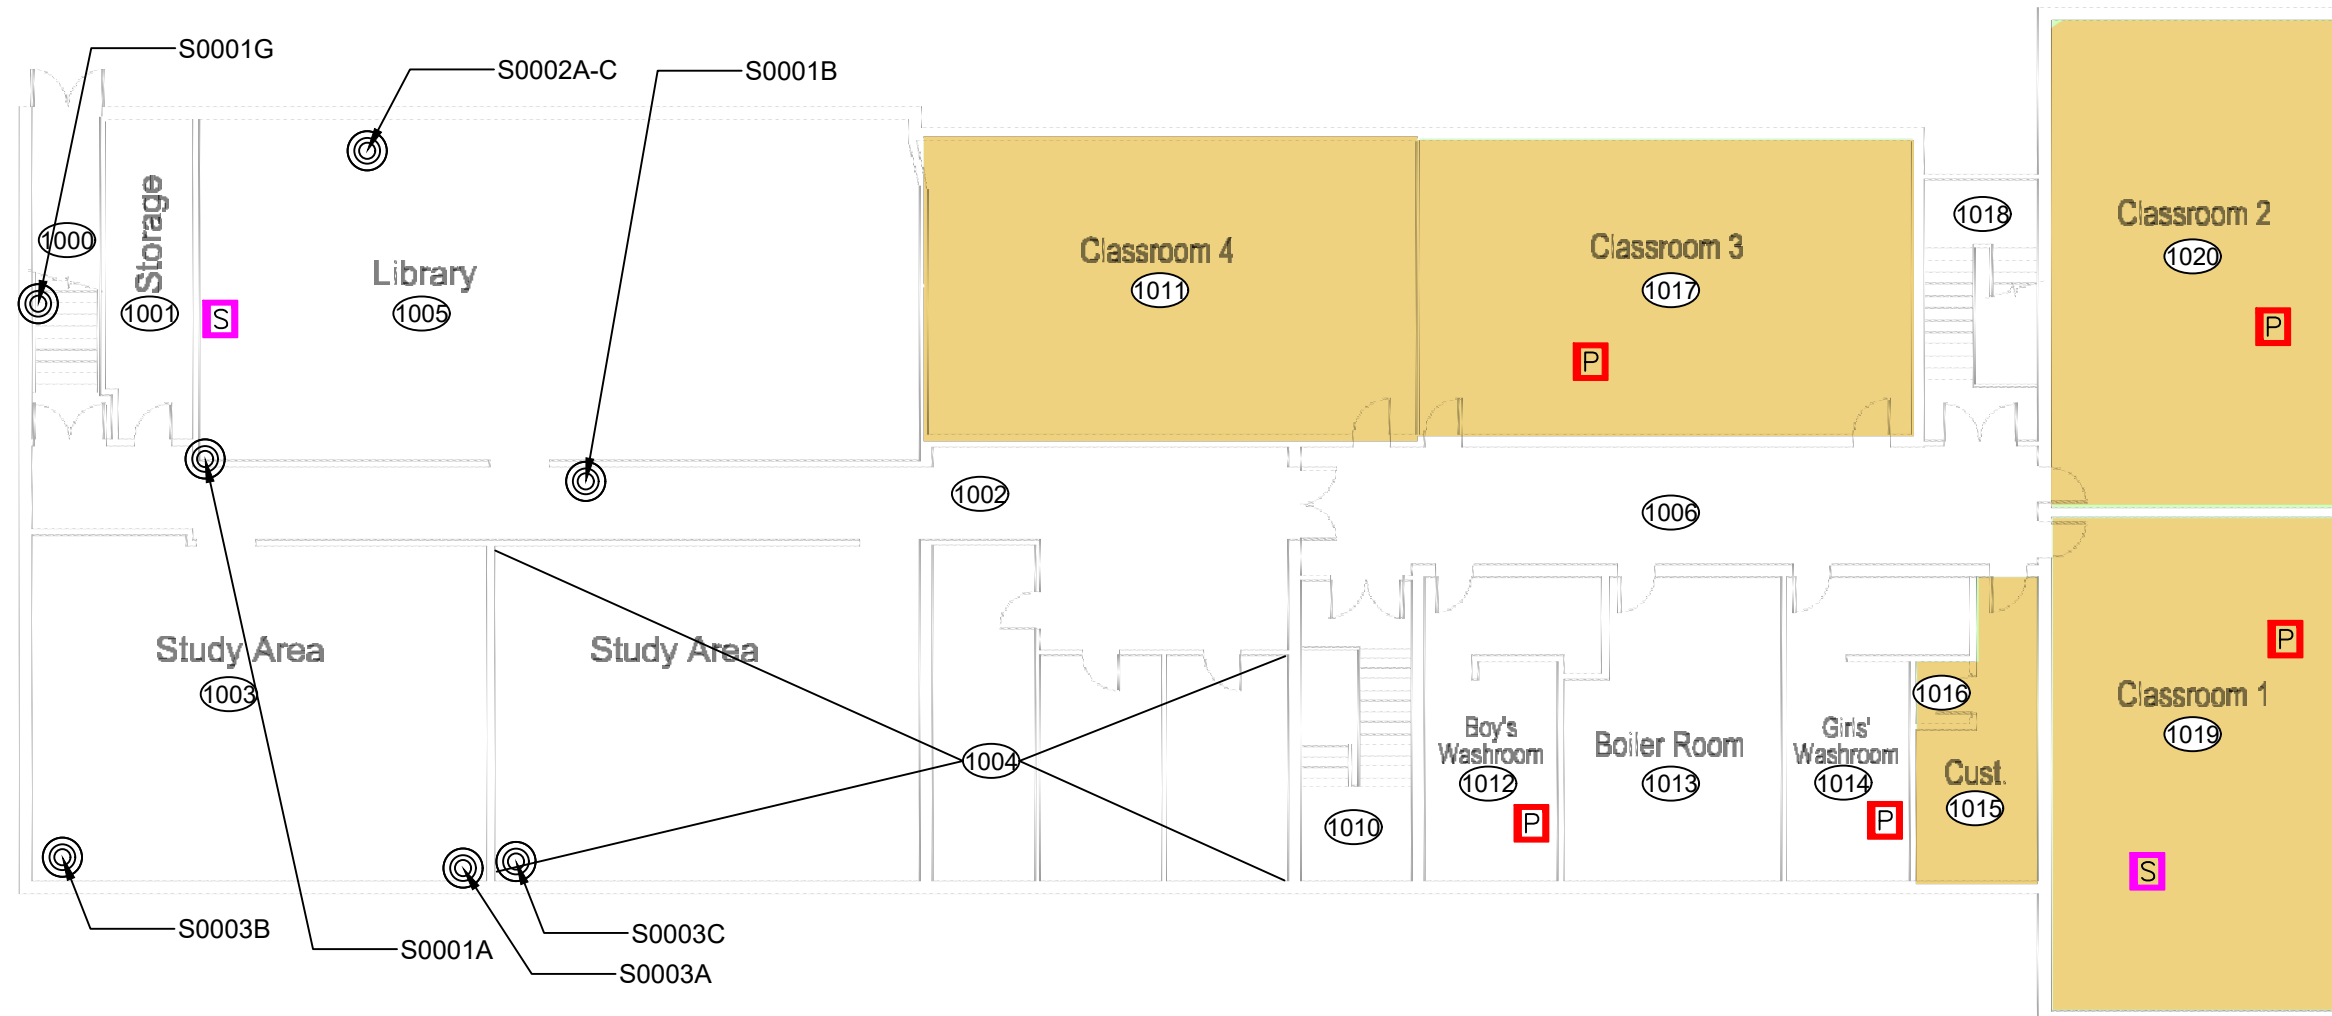 S0001G
S0002A-C
S0001B
Storage
1000
1001
S
Library
1005
Classroom 4
1011
Classroom 3
1017
P
1018
Classroom 2
1020
P
1002
1006
Study Area
1003
Study Area
1004
1010
Boy's
Washroom
1012
P
Boiler Room
1013
Girls'
Washroom
1014
P
1016
Cust.
1015
P
Classroom 1
1019
S
S0003B
S0001A
S0003C
S0003A